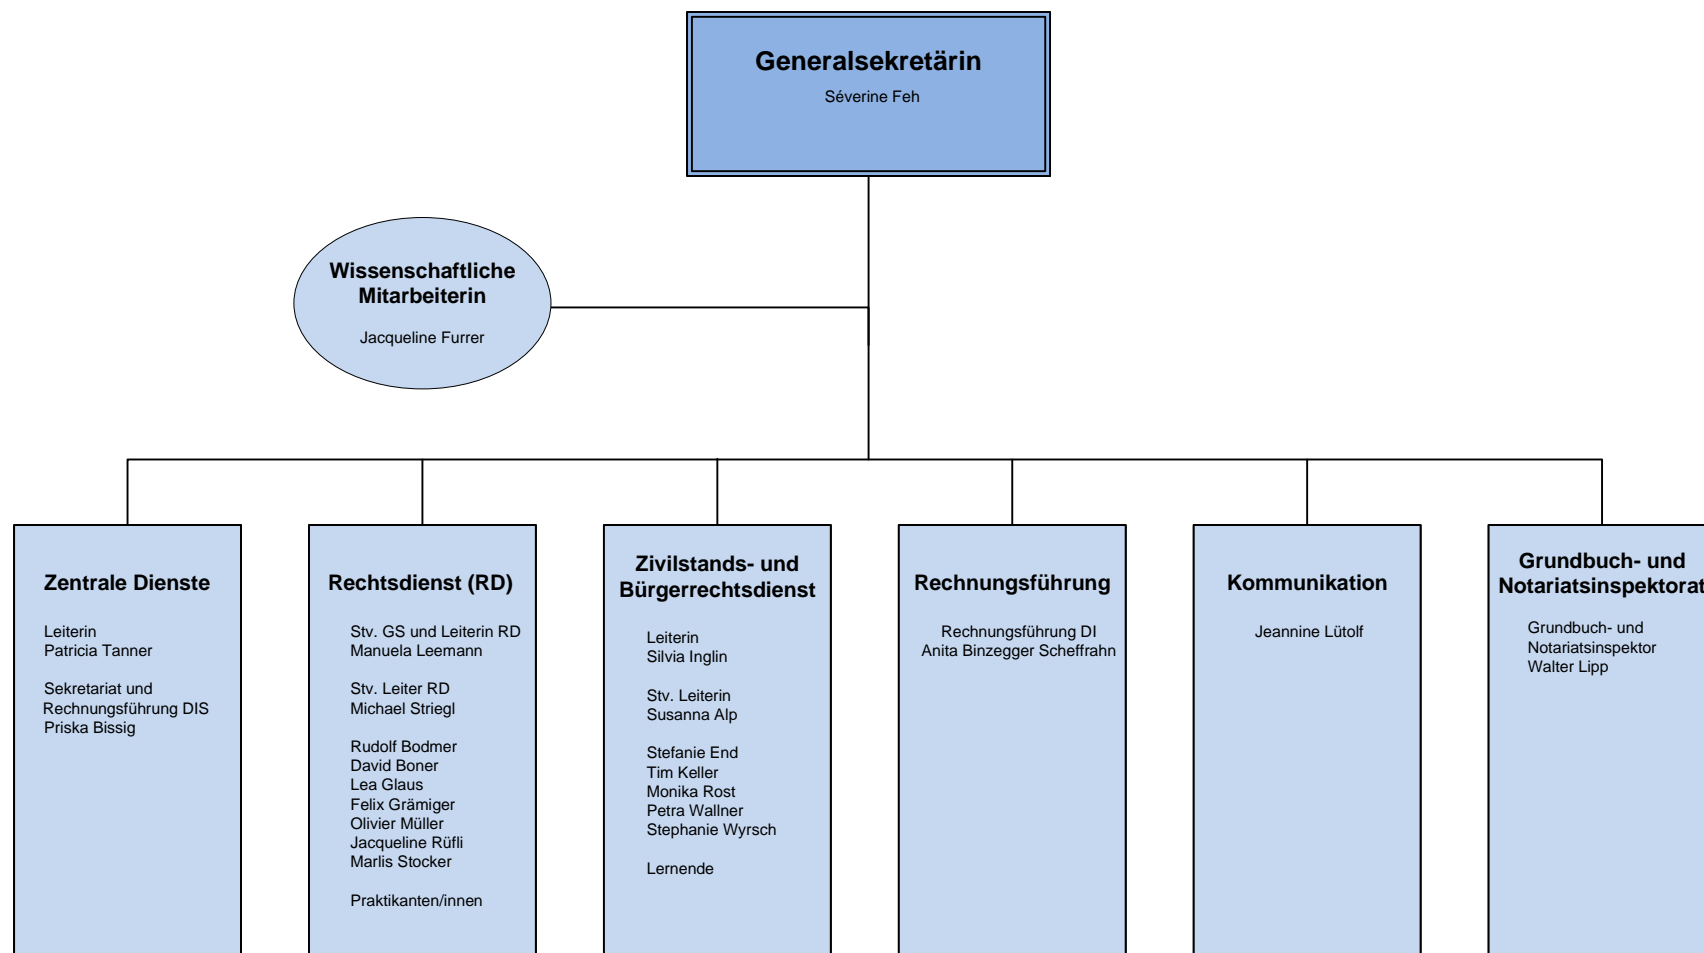 Generalsekretärin
Séverine Feh
Wissenschaftliche
Mitarbeiterin
Jacqueline Furrer
Zentrale Dienste
Leiterin
Patricia Tanner
Sekretariat und
Rechnungsführung DIS
Priska Bissig
Rechtsdienst (RD)
Stv. GS und Leiterin RD
Manuela Leemann
Stv. Leiter RD
Michael Striegl
Rudolf Bodmer
David Boner
Lea Glaus
Felix Grämiger
Olivier Müller
Jacqueline Rüfli
Marlis Stocker
Praktikanten/innen
Zivilstands- und
Bürgerrechtsdienst
Leiterin
Silvia Inglin
Stv. Leiterin
Susanna Alp
Stefanie End
Tim Keller
Monika Rost
Petra Wallner
Stephanie Wyrsch
Lernende
Rechnungsführung
Rechnungsführung DI
Anita Binzegger Scheffrahn
Kommunikation
Jeannine Lütolf
Grundbuch- und
Notariatsinspektorat
Grundbuch- und
Notariatsinspektor
Walter Lipp